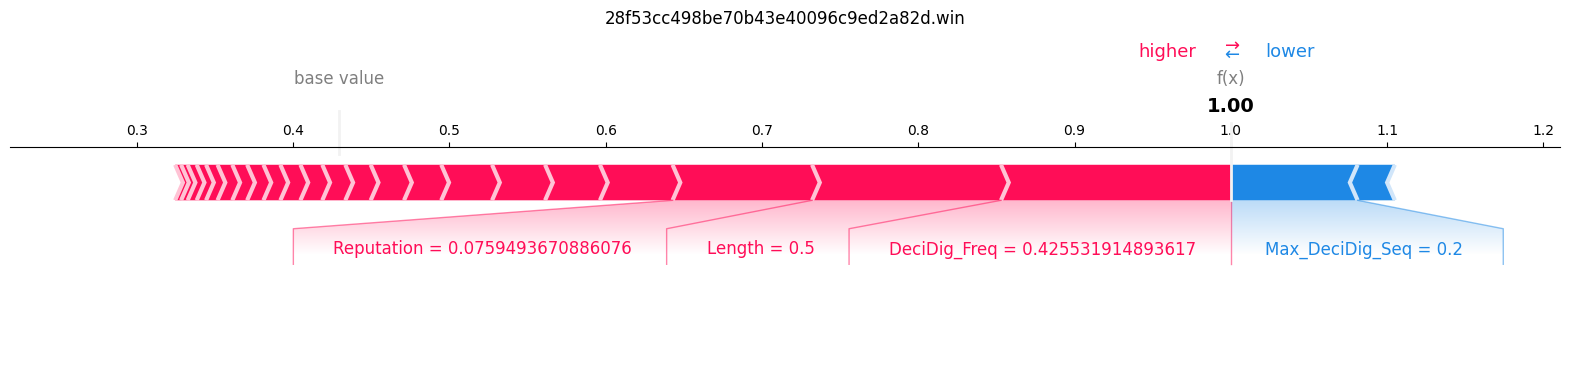 28f53cc498be70b43e40096c9ed2a82d.win
higher ⇄ lower
base value f(x)
1.00
0.3 0.4 0.5 0.6 0.7 0.8 0.9 1.0 1.1 1.2
Reputation = 0.0759493670886076 Length = 0.5 DeciDig_Freq = 0.425531914893617 Max_DeciDig_Seq = 0.2